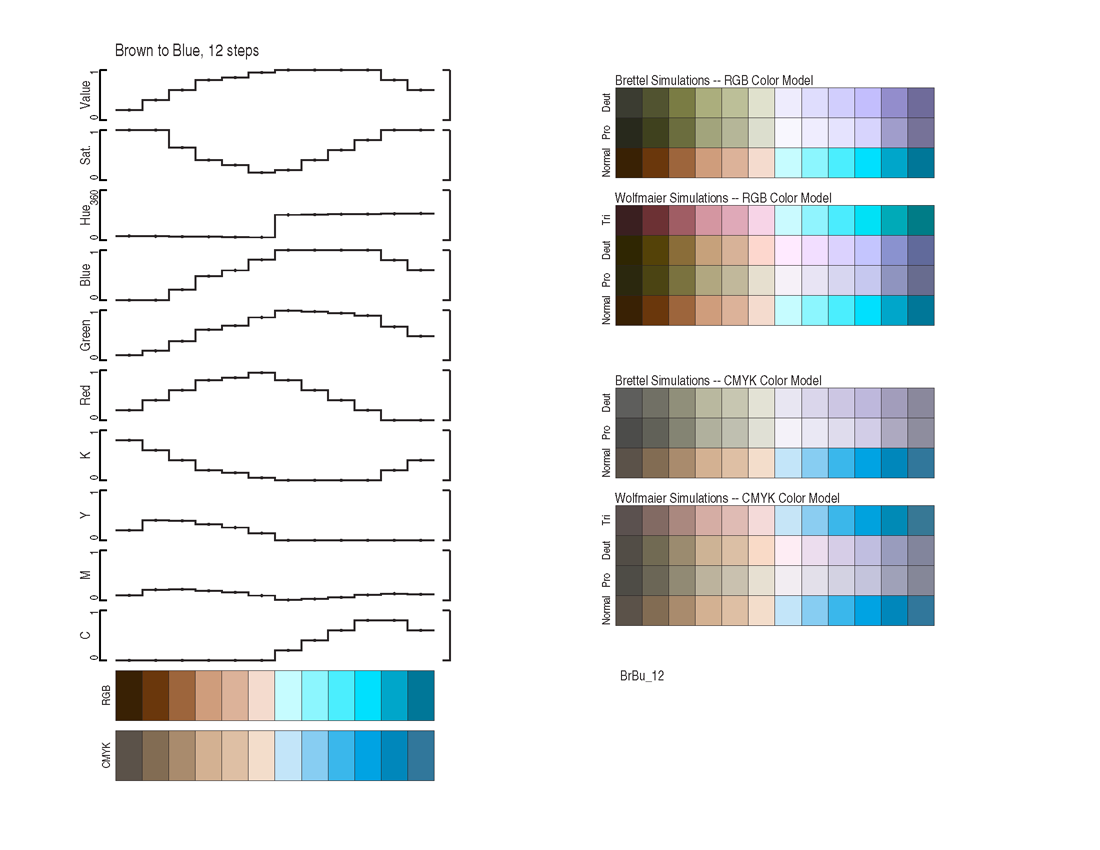 Brown to Blue, 12 steps
Value 0 1
Sat. 0 1
Hue 0 360
Blue 0 1
Green 0 1
Red 0 1
K 0 1
Y 0 1
M 0 1
C 0 1
RGB
CMYK
Brettel Simulations -- RGB Color Model
Deut
Pro
Normal
Wolfmaier Simulations -- RGB Color Model
Tri
Deut
Pro
Normal
Brettel Simulations -- CMYK Color Model
Deut
Pro
Normal
Wolfmaier Simulations -- CMYK Color Model
Tri
Deut
Pro
Normal
BrBu_12